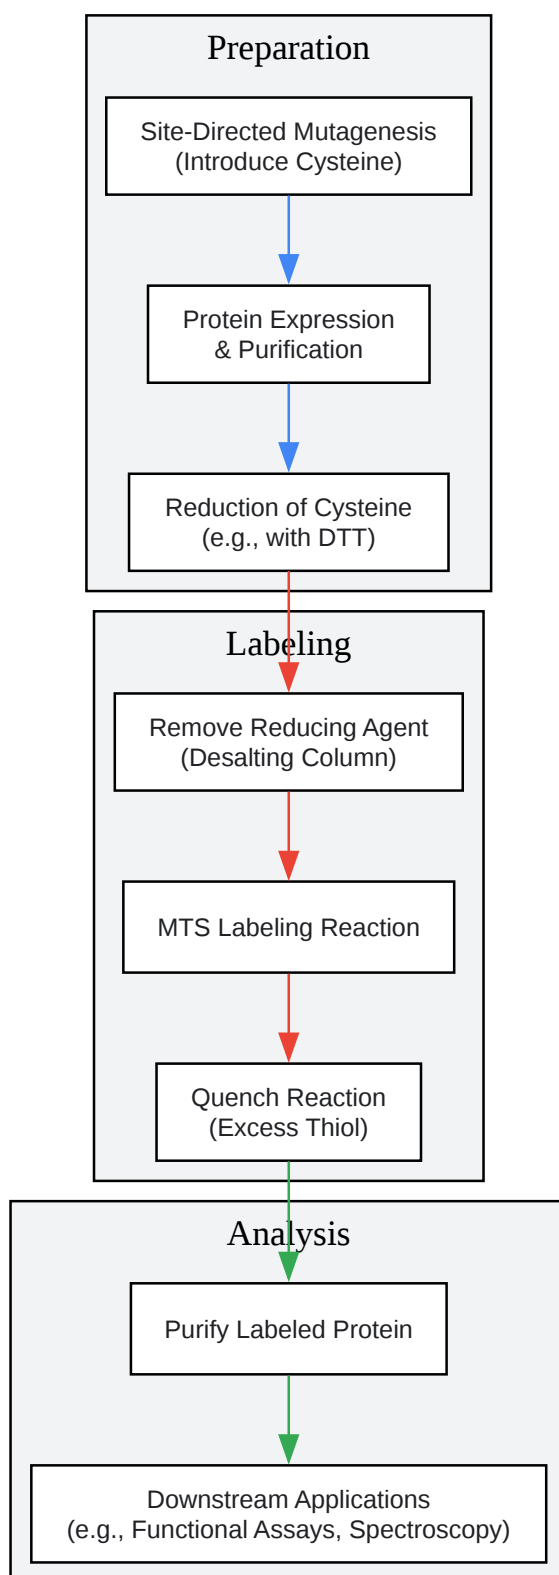 Preparation
Site-Directed Mutagenesis
(Introduce Cysteine)
Protein Expression
& Purification
Reduction of Cysteine
(e.g., with DTT)
Labeling
Remove Reducing Agent
(Desalting Column)
MTS Labeling Reaction
Quench Reaction
(Excess Thiol)
Analysis
Purify Labeled Protein
Downstream Applications
(e.g., Functional Assays, Spectroscopy)